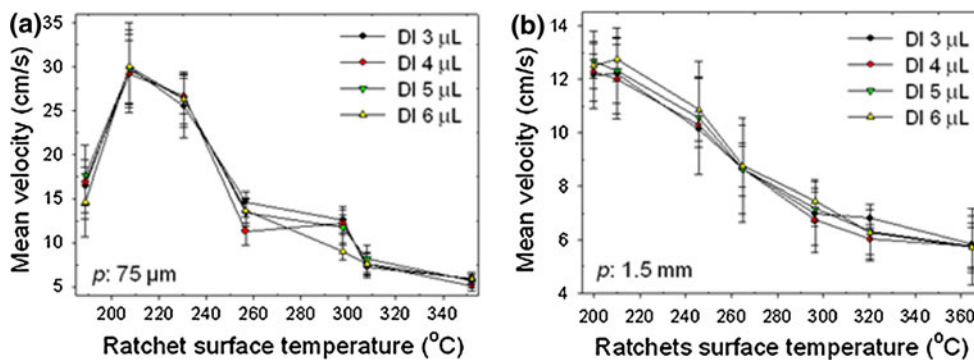 (a)
35
30
25
20
15
10
5
Mean velocity (cm/s)
DI 3 µL
DI 4 µL
DI 5 µL
DI 6 µL
p: 75 µm
200 220 240 260 280 300 320 340
Ratchet surface temperature (°C)
(b)
14
12
10
8
6
4
Mean velocity (cm/s)
DI 3 µL
DI 4 µL
DI 5 µL
DI 6 µL
p: 1.5 mm
200 220 240 260 280 300 320 340 360
Ratchets surface temperature (°C)